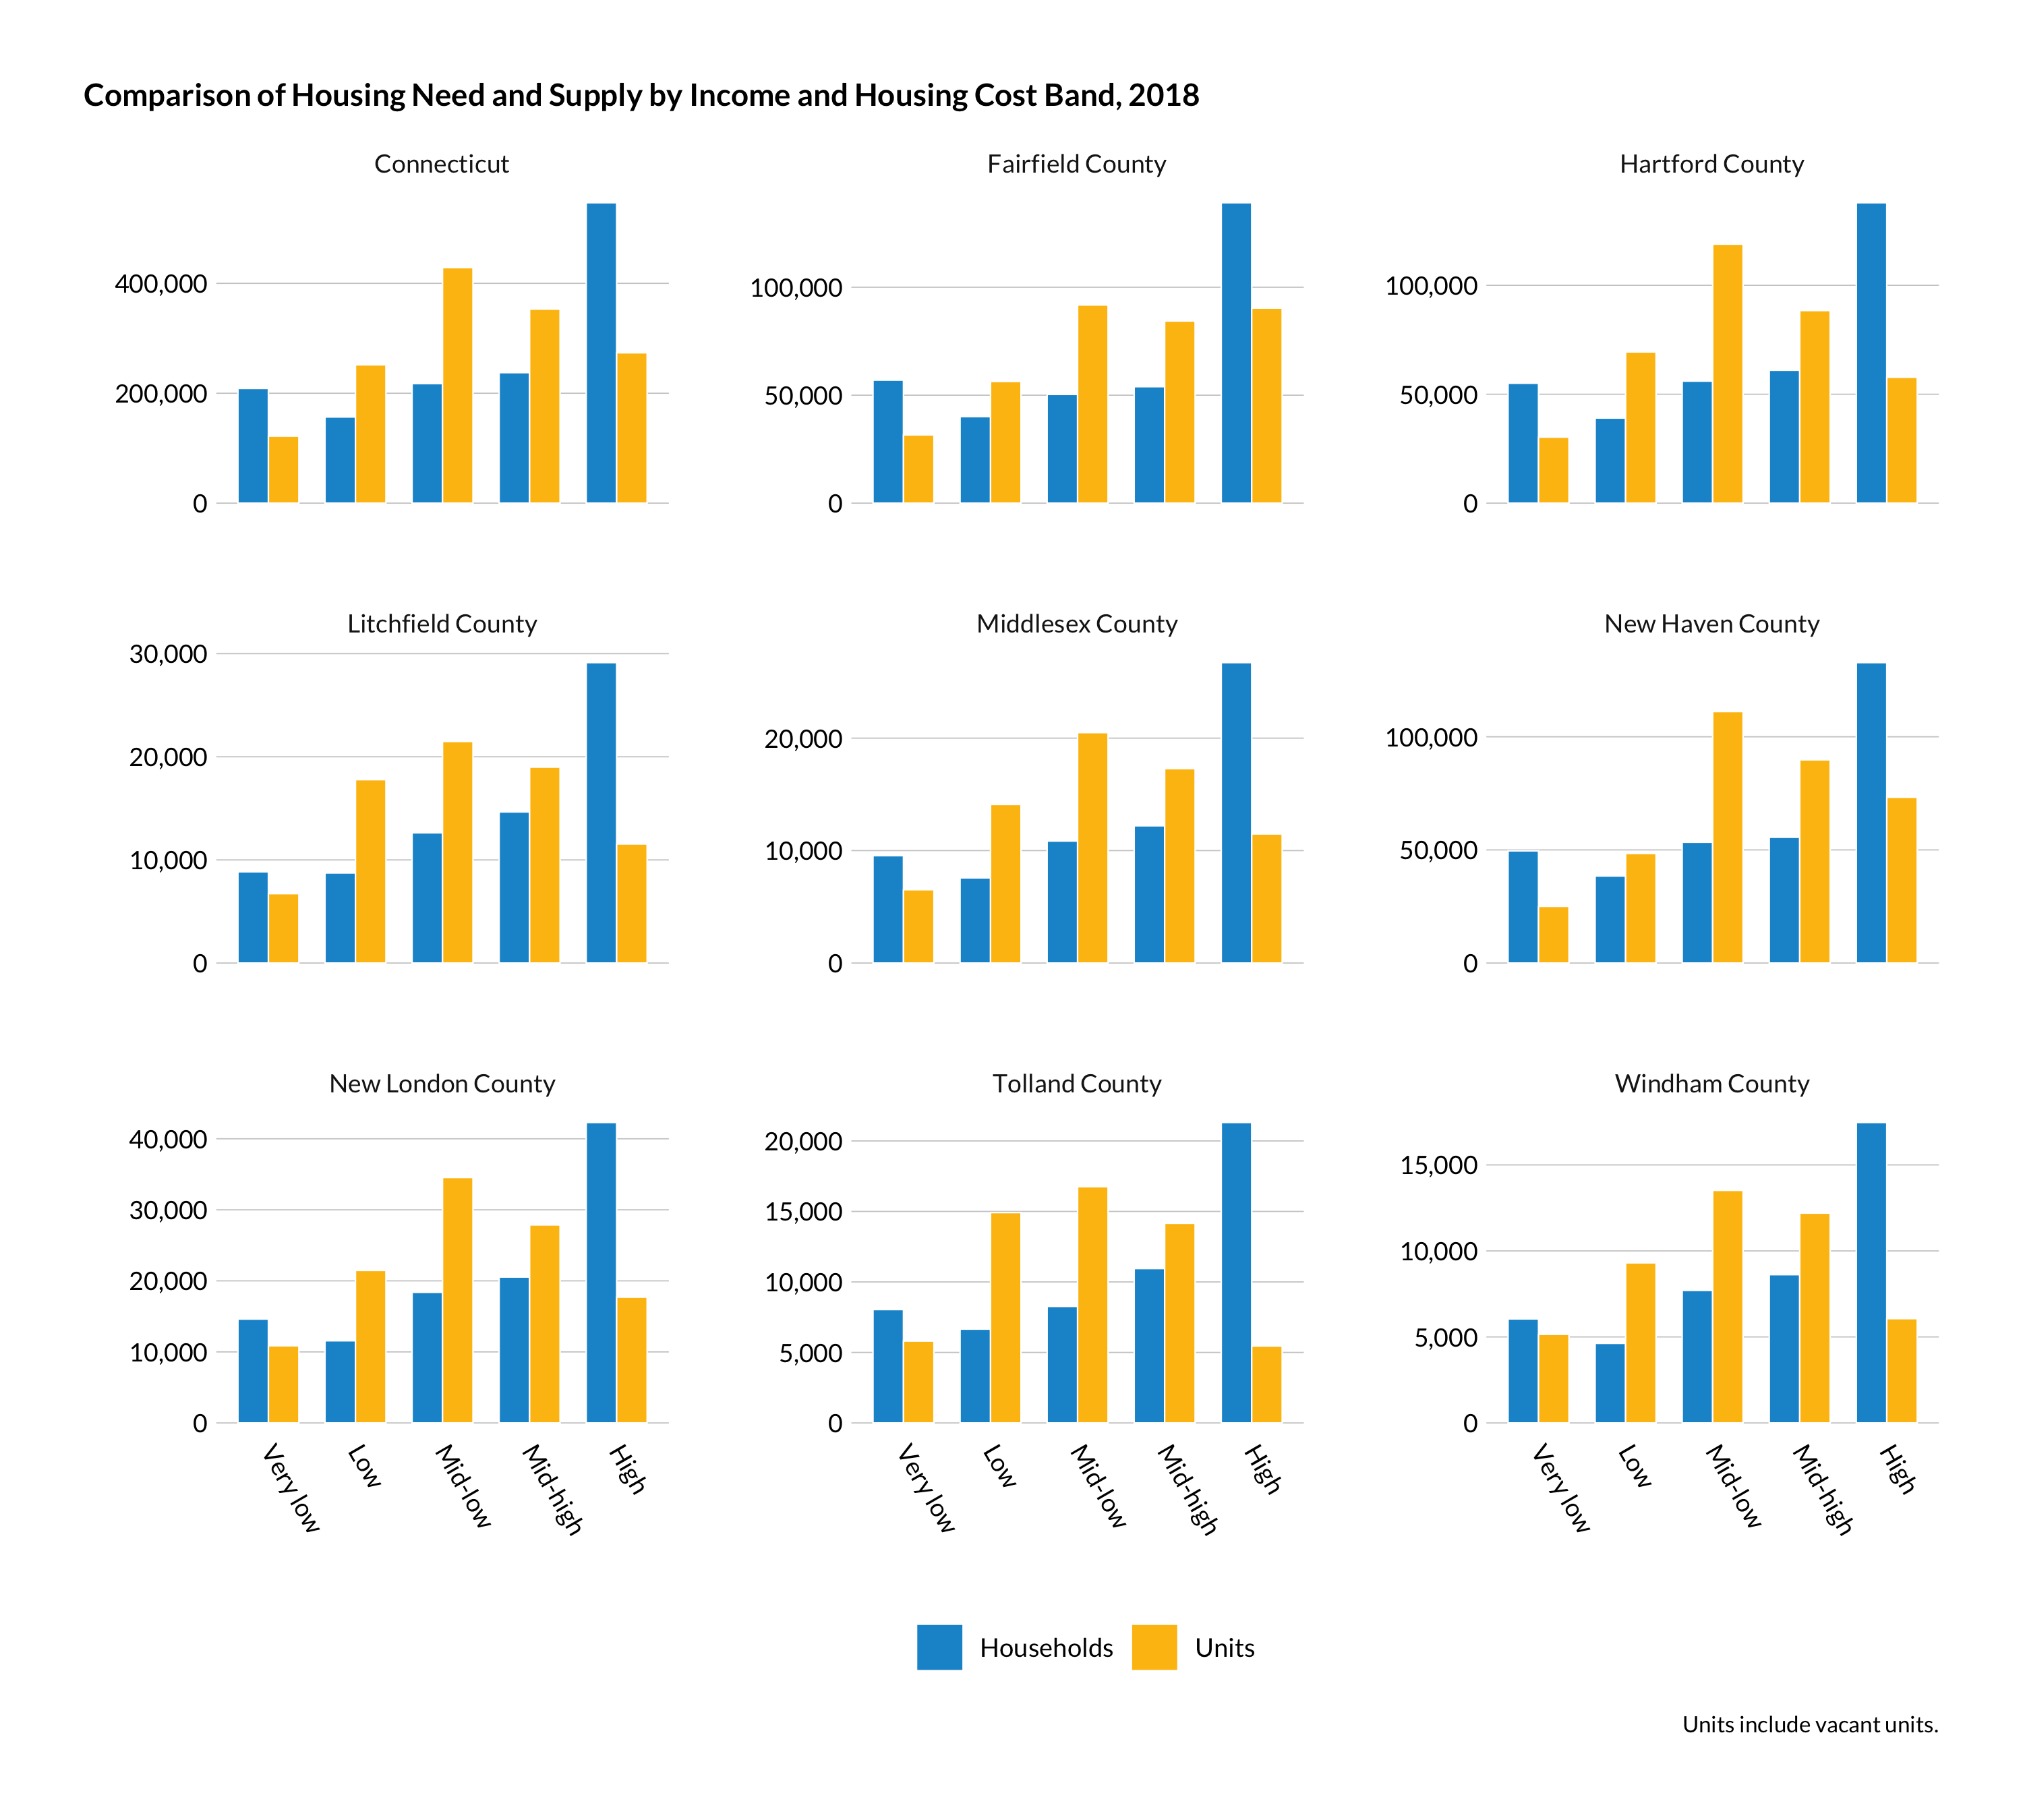 Comparison of Housing Need and Supply by Income and Housing Cost Band, 2018
Connecticut
400,000
200,000
0
Fairfield County
100,000
50,000
0
Hartford County
100,000
50,000
0
Litchfield County
30,000
20,000
10,000
0
Middlesex County
20,000
10,000
0
New Haven County
100,000
50,000
0
New London County
40,000
30,000
20,000
10,000
0
Very low
Low
Mid-low
Mid-high
High
Tolland County
20,000
15,000
10,000
5,000
0
Very low
Low
Mid-low
Mid-high
High
Windham County
15,000
10,000
5,000
0
Very low
Low
Mid-low
Mid-high
High
Households
Units
Units include vacant units.